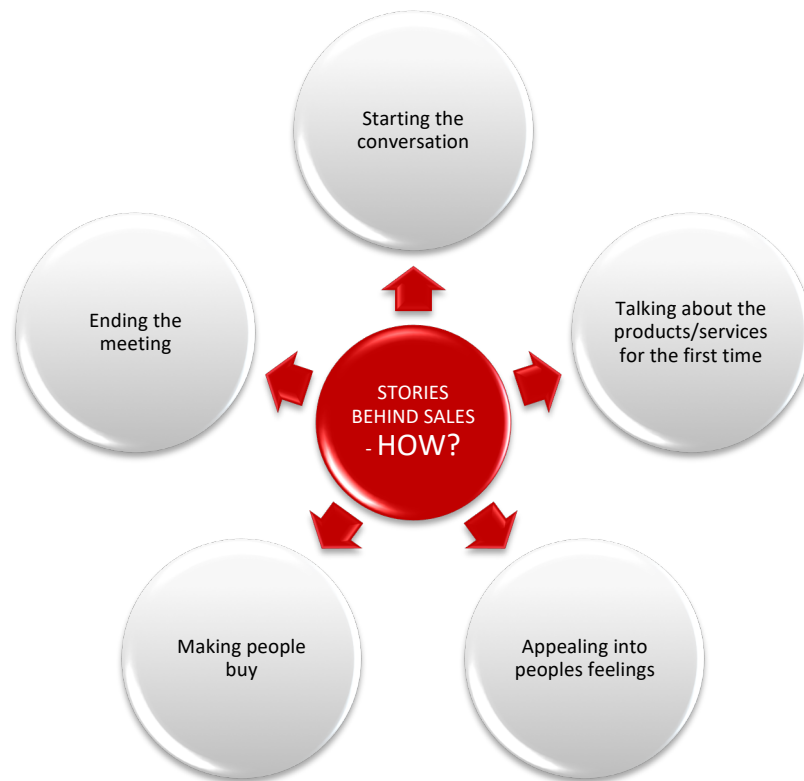 Starting the
conversation
Talking about the
products/services
for the first time
Appealing into
peoples feelings
Making people
buy
Ending the
meeting
STORIES
BEHIND SALES
- HOW?